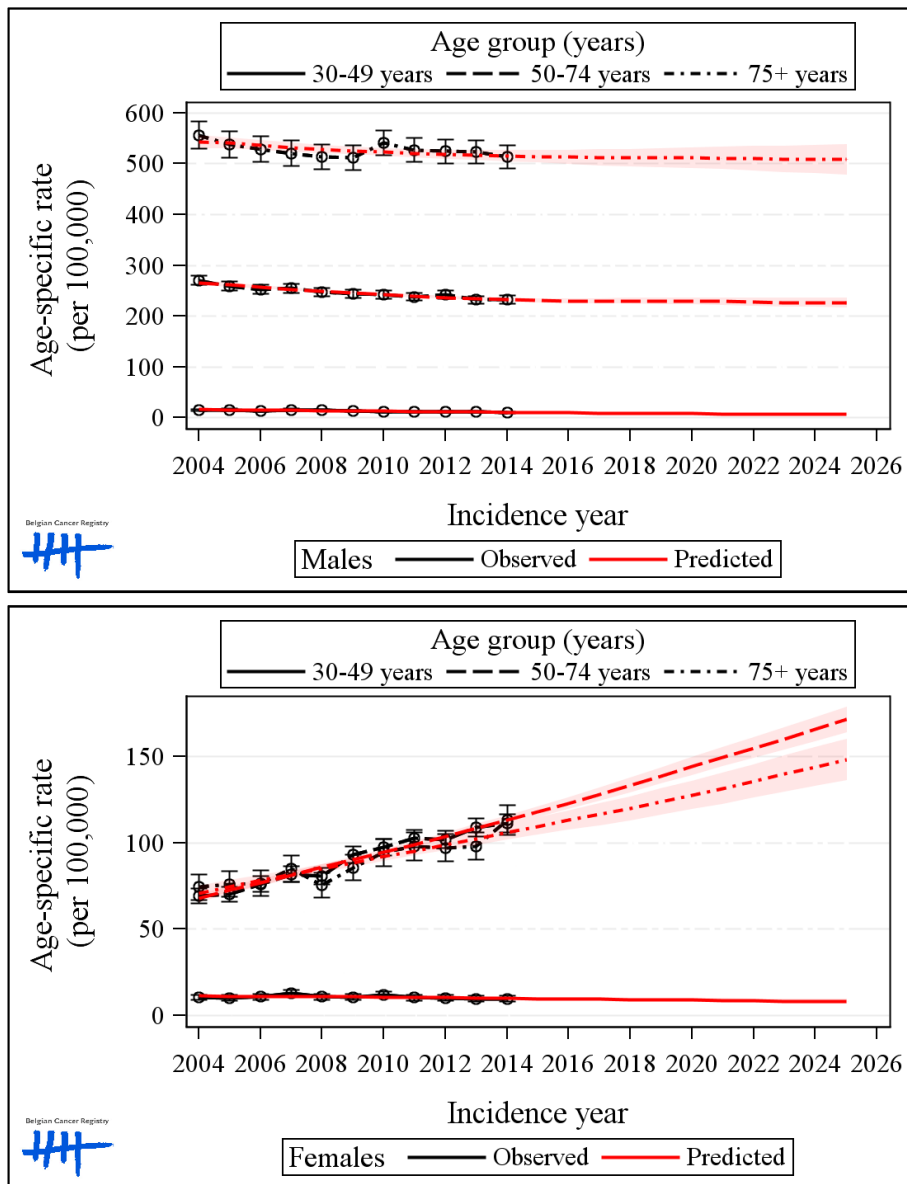 Age group (years)
30-49 years 50-74 years 75+ years
600
500
400
300
200
100
0
Age-specific rate
(per 100,000)
2004 2006 2008 2010 2012 2014 2016 2018 2020 2022 2024 2026
Incidence year
Belgian Cancer Registry
Males Observed Predicted
Age group (years)
30-49 years 50-74 years 75+ years
150
100
50
0
Age-specific rate
(per 100,000)
2004 2006 2008 2010 2012 2014 2016 2018 2020 2022 2024 2026
Incidence year
Belgian Cancer Registry
Females Observed Predicted